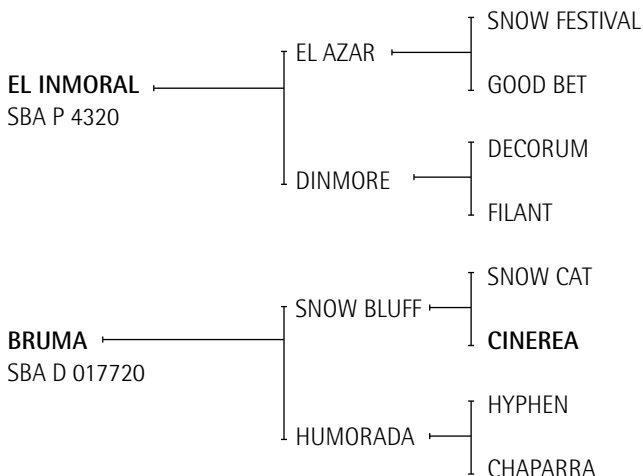 SNOW FESTIVAL
EL AZAR
EL INMORAL
GOOD BET
SBA P 4320
DECORUM
DINMORE
FILANT
SNOW CAT
SNOW BLUFF
BRUMA
CINEREA
SBA D 017720
HYPHEN
HUMORADA
CHAPARRA